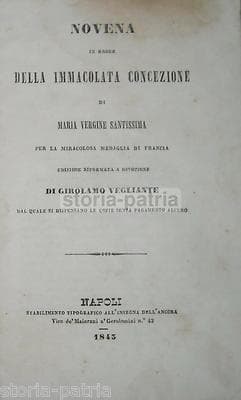 NOVENA
IN ONORE
DELLA IMMACOLATA CONCEZIONE
DI
MARIA VERGINE SANTISSIMA
PER LA MIRACOLOSA MEDAGLIA DI FRANCIA
EDIZIONE RIFORMATA A DIVOZIONE
DI GIROLAMO VEGLIANTE
storia-patria
DAL QUALE SI DISPENSANO LE COPIE SENZA PAGAMENTO ALCUNO
NAPOLI
STABILIMENTO TIPOGRAFICO ALL'INSEGNA DELL'ANCORA
Vico de' Maiorani a' Gerolomini n.° 43
1845
storia-patria